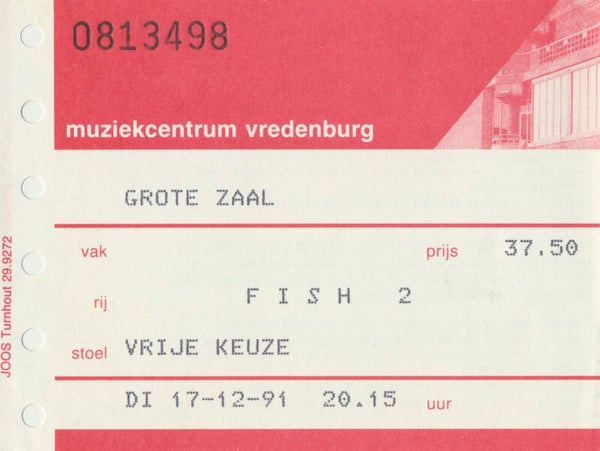 0813498
muziekcentrum vredenburg
GROTE ZAAL
vak prijs 37.50
rij FISH 2
stoel VRIJE KEUZE
DI 17-12-91 20.15 uur
JOOS Turnhout 29.9272